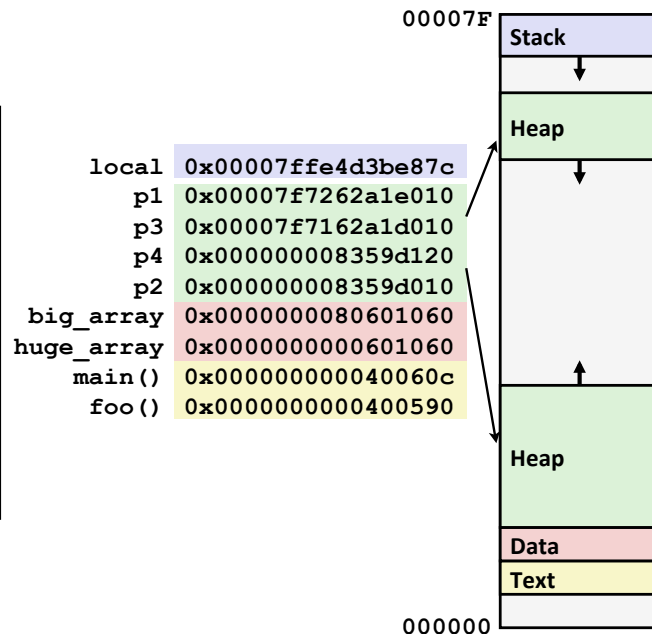 00007F
Stack
Heap
local 0x00007ffe4d3be87c
p1 0x00007f7262a1e010
p3 0x00007f7162a1d010
p4 0x000000008359d120
p2 0x000000008359d010
big_array 0x0000000080601060
huge_array 0x0000000000601060
main() 0x000000000040060c
foo() 0x0000000000400590
Heap
Data
Text
000000